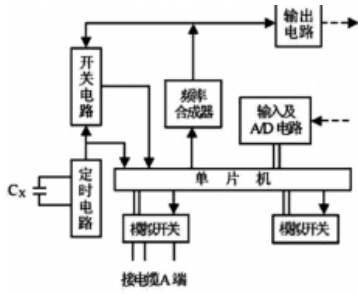 输出
电路
开关电路
频率
合成器
输入及
A/D 电路
Cx
定时电路
单片机
模拟开关
模拟开关
接电缆A端